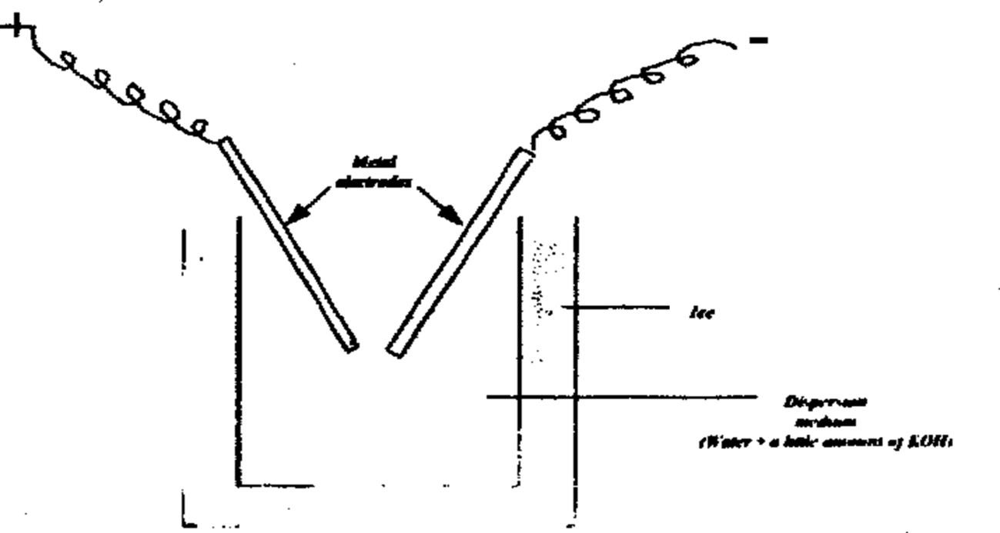 +
-
Metal
electrodes
Ice
Dispersion
medium
(Water + a little amount of KOH)